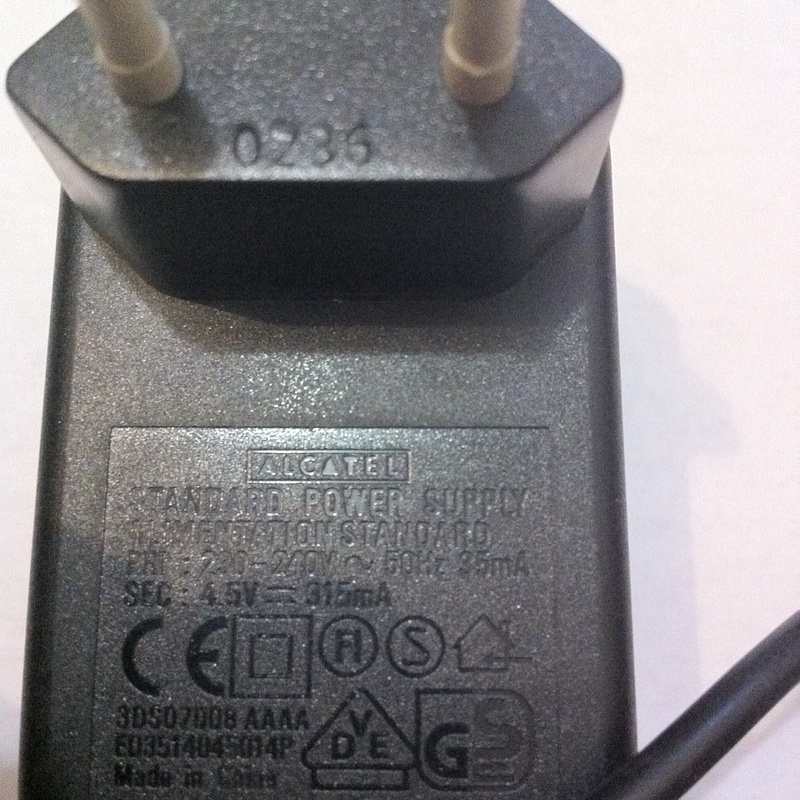 0236
ALCATEL
STANDARD POWER SUPPLY
ALIMENTATION STANDARD
PRI : 230-240V ~ 50Hz 35mA
SEC : 4.5V ⎓ 315mA
CE FI S
3DS07008 AAAA
ED3514045014P
Made in China
VDE
GS